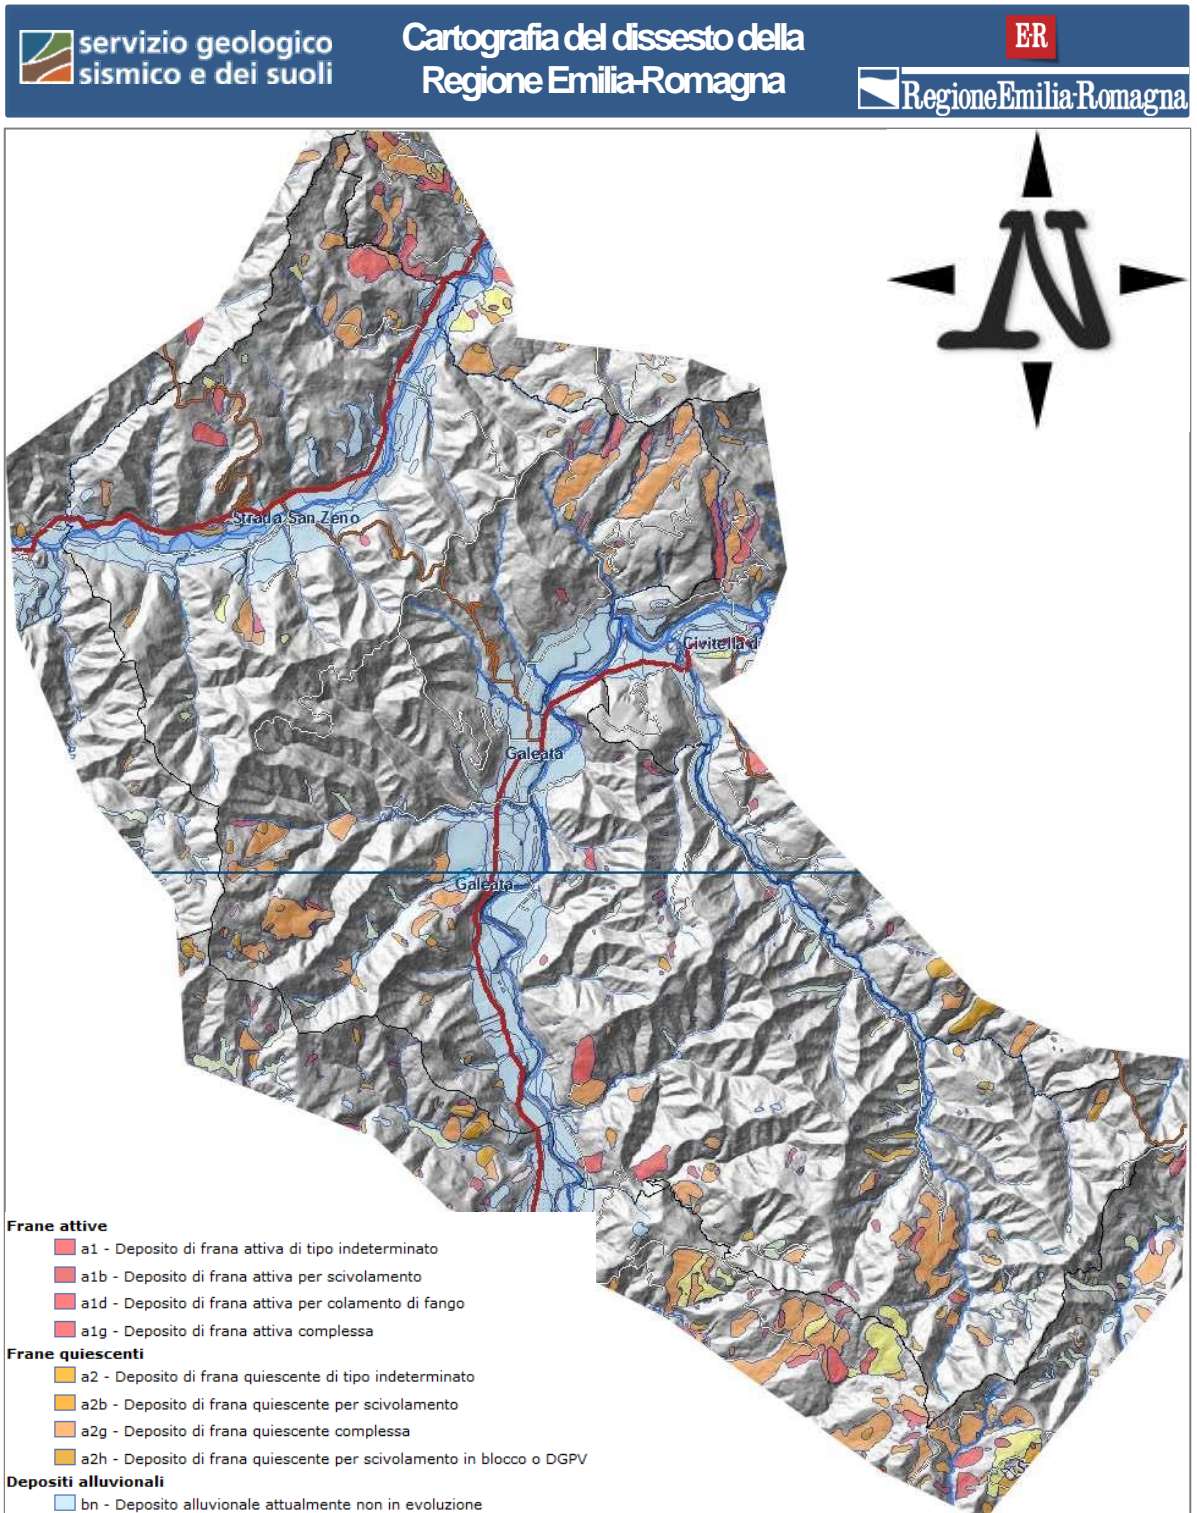 servizio geologico
sismico e dei suoli
Cartografia del dissesto della
Regione Emilia-Romagna
E·R
RegioneEmilia-Romagna
N
Strada San Zeno
Civitella di
Galeata
Galeata
Frane attive
a1 - Deposito di frana attiva di tipo indeterminato
a1b - Deposito di frana attiva per scivolamento
a1d - Deposito di frana attiva per colamento di fango
a1g - Deposito di frana attiva complessa
Frane quiescenti
a2 - Deposito di frana quiescente di tipo indeterminato
a2b - Deposito di frana quiescente per scivolamento
a2g - Deposito di frana quiescente complessa
a2h - Deposito di frana quiescente per scivolamento in blocco o DGPV
Depositi alluvionali
bn - Deposito alluvionale attualmente non in evoluzione